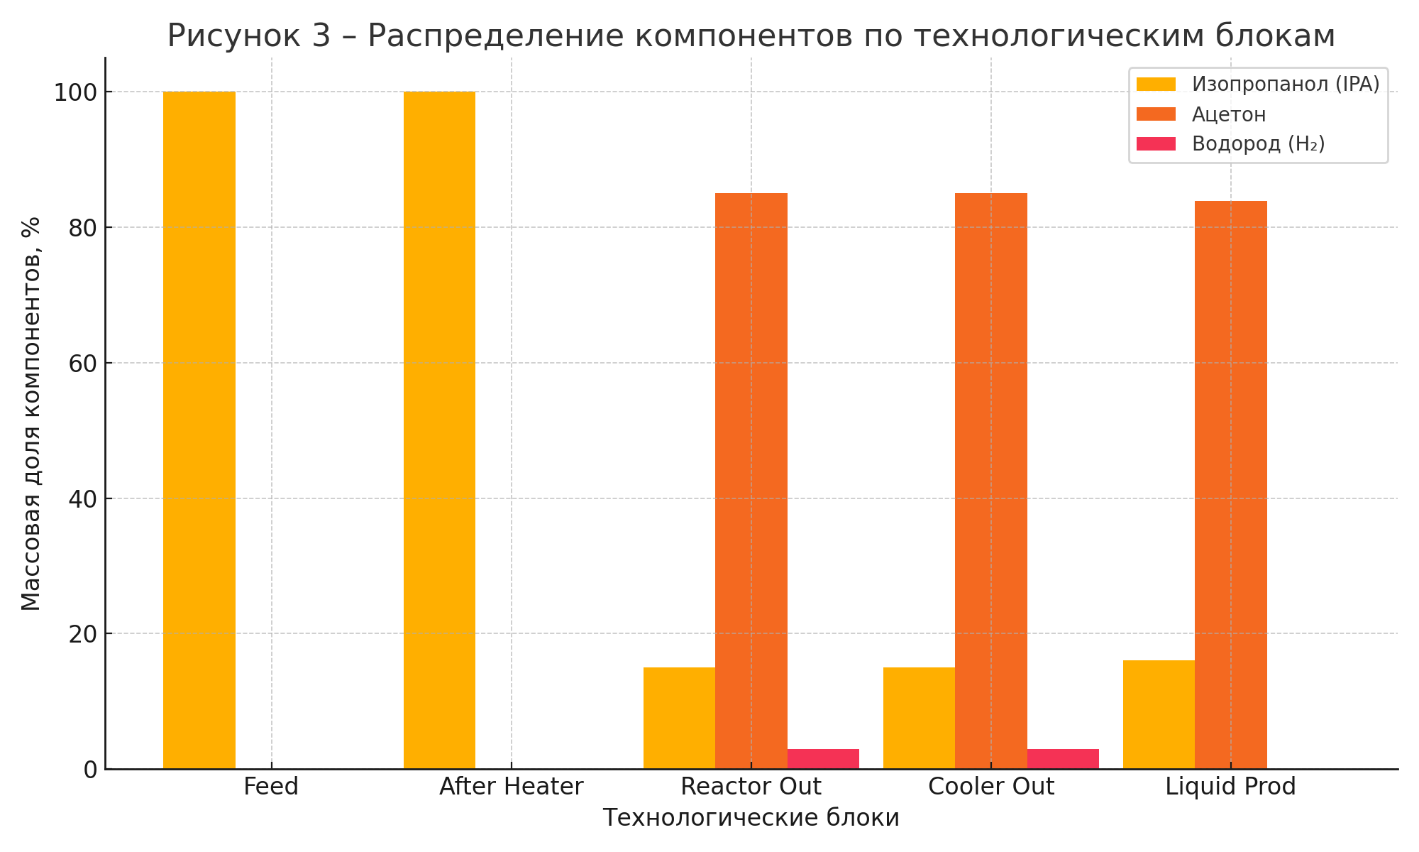 Рисунок 3 – Распределение компонентов по технологическим блокам
Изопропанол (IPA)
Ацетон
Водород (H₂)
Массовая доля компонентов, %
100
80
60
40
20
0
Feed
After Heater
Reactor Out
Cooler Out
Liquid Prod
Технологические блоки